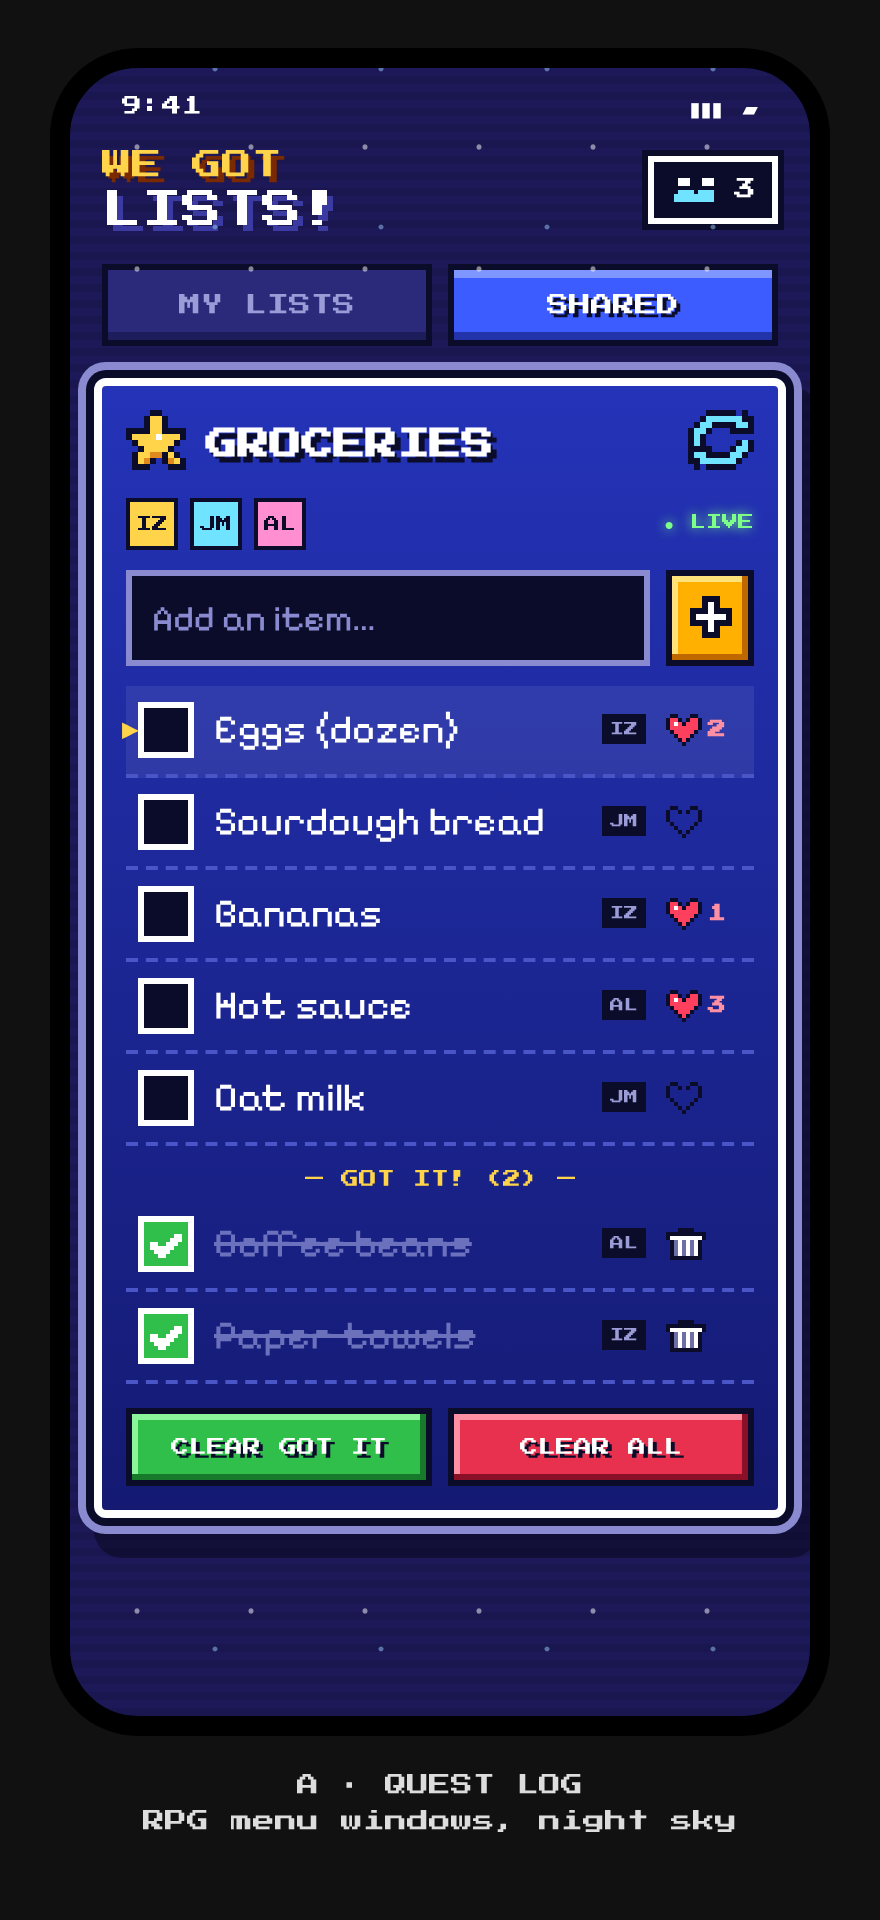 9:41
WE GOT
LISTS!
3
MY LISTS
SHARED
GROCERIES
IZ
JM
AL
LIVE
Add an item...
Eggs (dozen)
IZ
2
Sourdough bread
JM
Bananas
IZ
1
Hot sauce
AL
3
Oat milk
JM
— GOT IT! (2) —
Coffee beans
AL
Paper towels
IZ
CLEAR GOT IT
CLEAR ALL
A · QUEST LOG
RPG menu windows, night sky